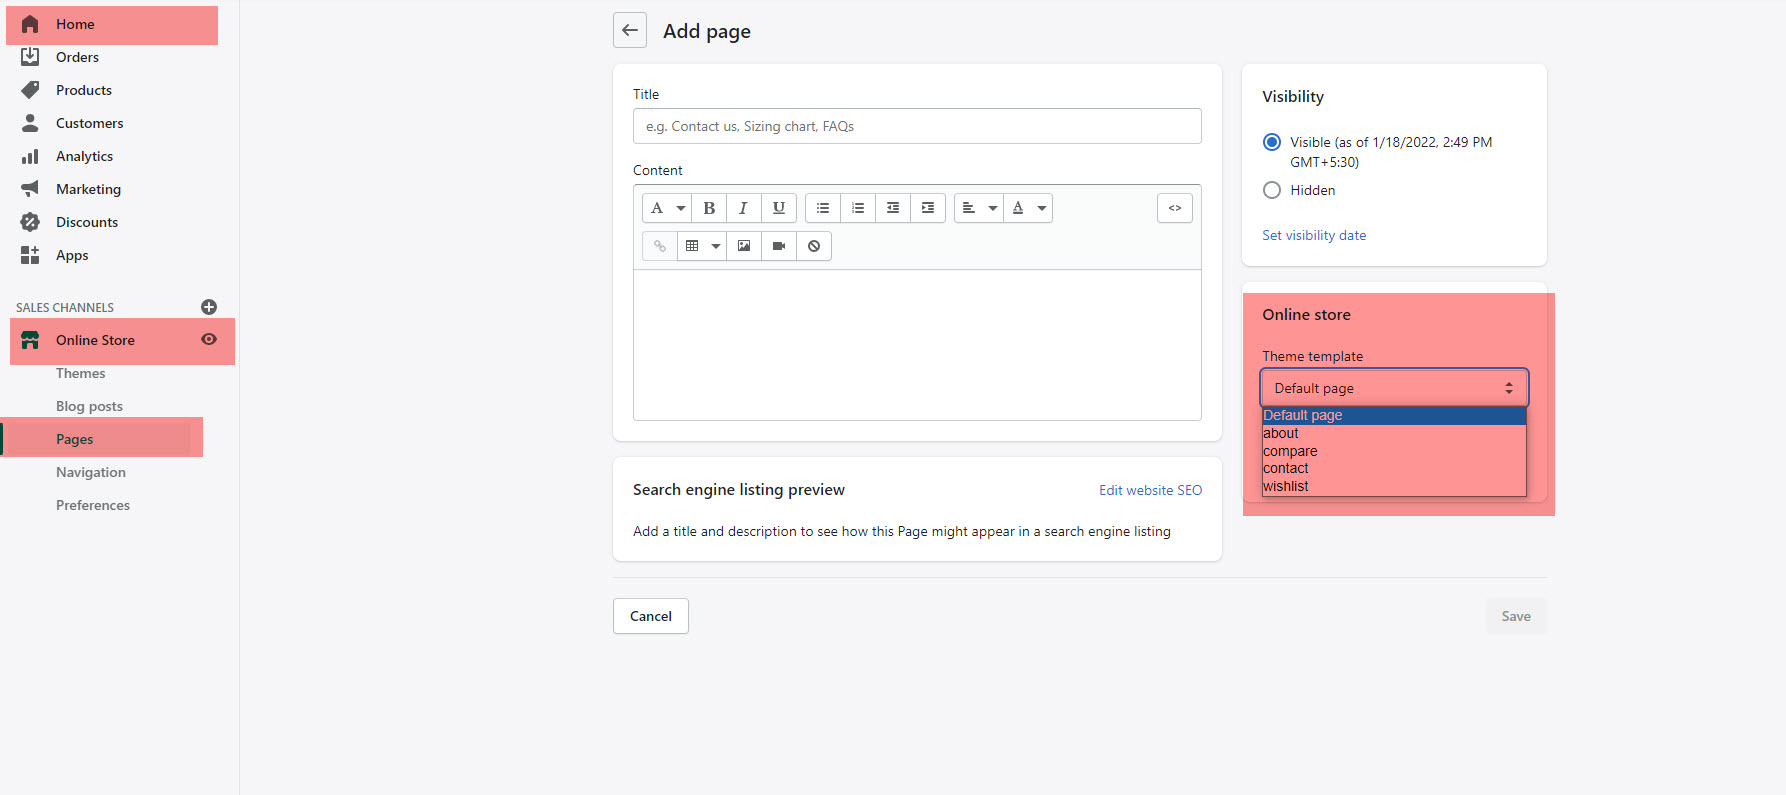 Home
Orders
Products
Customers
Analytics
Marketing
Discounts
Apps
SALES CHANNELS
Online Store
Themes
Blog posts
Pages
Navigation
Preferences
Add page
Title
e.g. Contact us, Sizing chart, FAQs
Content
A B I U A <>
Search engine listing preview
Edit website SEO
Add a title and description to see how this Page might appear in a search engine listing
Cancel
Visibility
Visible (as of 1/18/2022, 2:49 PM
GMT+5:30)
Hidden
Set visibility date
Online store
Theme template
Default page
Default page
about
compare
contact
wishlist
Save